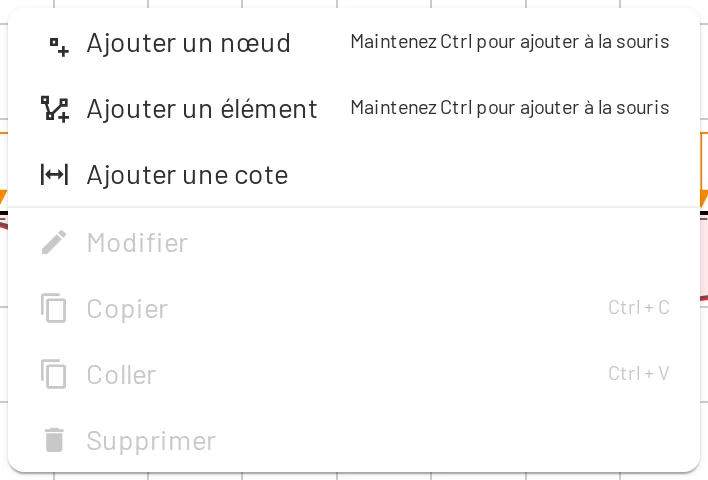 Ajouter un nœud Maintenez Ctrl pour ajouter à la souris
Ajouter un élément Maintenez Ctrl pour ajouter à la souris
Ajouter une cote
Modifier
Copier Ctrl + C
Coller Ctrl + V
Supprimer